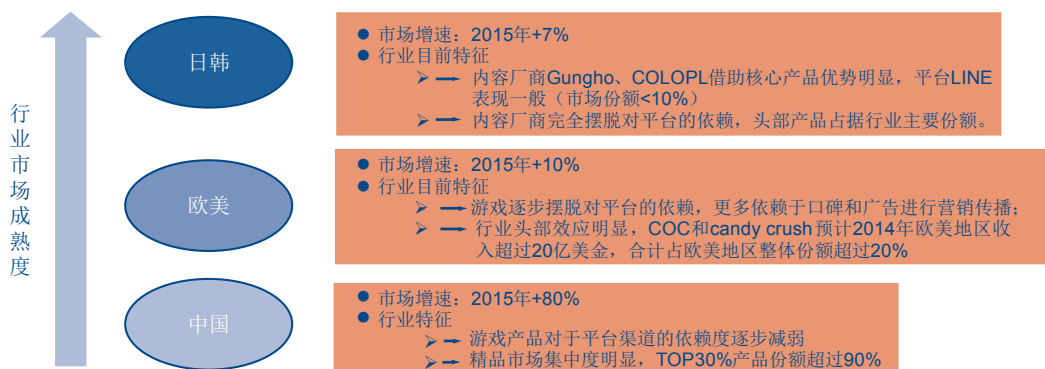 行业市场成熟度
日韩
● 市场增速：2015年+7%
● 行业目前特征
内容厂商Gungho、COLOPL借助核心产品优势明显，平台LINE
表现一般（市场份额<10%）
内容厂商完全摆脱对平台的依赖，头部产品占据行业主要份额。
欧美
● 市场增速：2015年+10%
● 行业目前特征
游戏逐步摆脱对平台的依赖，更多依赖于口碑和广告进行营销传播；
行业头部效应明显，COC和candy crush预计2014年欧美地区收
入超过20亿美金，合计占欧美地区整体份额超过20%
中国
● 市场增速：2015年+80%
● 行业特征
游戏产品对于平台渠道的依赖度逐步减弱
精品市场集中度明显，TOP30%产品份额超过90%